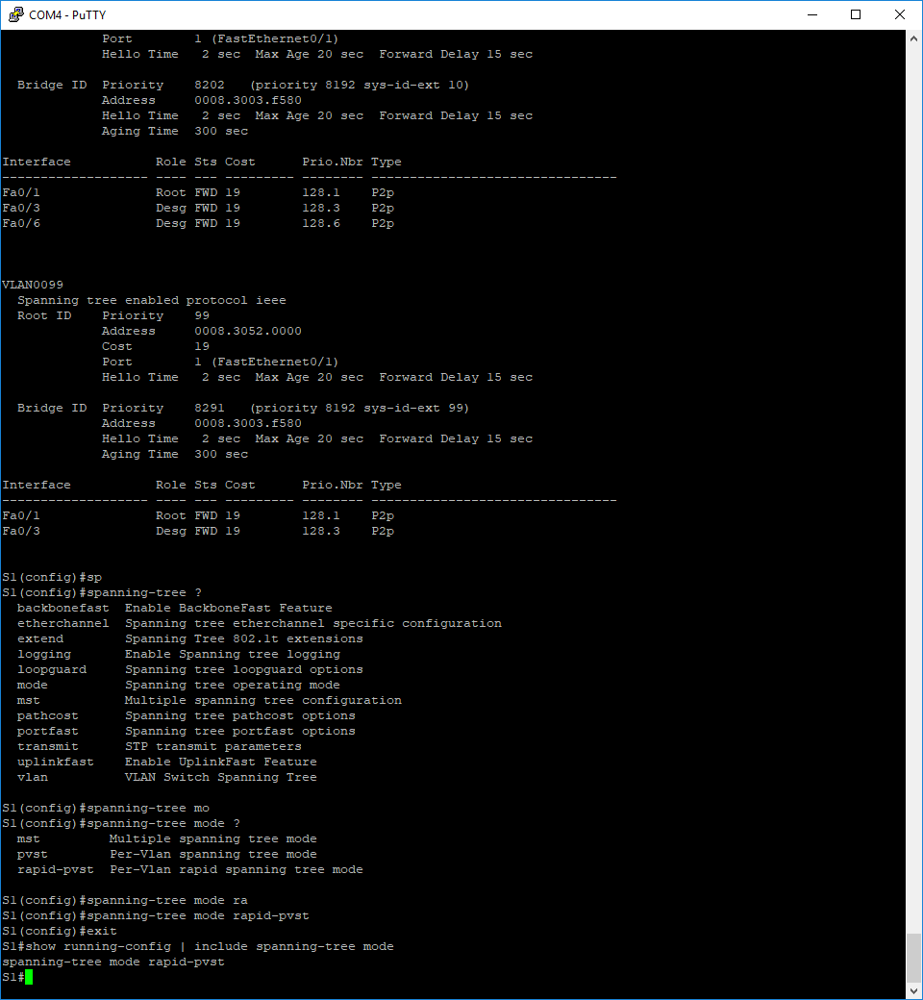 COM4 - PuTTY
Port 1 (FastEthernet0/1)
Hello Time 2 sec Max Age 20 sec Forward Delay 15 sec
Bridge ID Priority 8202 (priority 8192 sys-id-ext 10)
Address 0008.3003.f580
Hello Time 2 sec Max Age 20 sec Forward Delay 15 sec
Aging Time 300 sec
Interface Role Sts Cost Prio.Nbr Type
------------------- ---- --- --------- -------- --------------------------------
Fa0/1 Root FWD 19 128.1 P2p
Fa0/3 Desg FWD 19 128.3 P2p
Fa0/6 Desg FWD 19 128.6 P2p
VLAN0099
Spanning tree enabled protocol ieee
Root ID Priority 99
Address 0008.3052.0000
Cost 19
Port 1 (FastEthernet0/1)
Hello Time 2 sec Max Age 20 sec Forward Delay 15 sec
Bridge ID Priority 8291 (priority 8192 sys-id-ext 99)
Address 0008.3003.f580
Hello Time 2 sec Max Age 20 sec Forward Delay 15 sec
Aging Time 300 sec
Interface Role Sts Cost Prio.Nbr Type
------------------- ---- --- --------- -------- --------------------------------
Fa0/1 Root FWD 19 128.1 P2p
Fa0/3 Desg FWD 19 128.3 P2p
S1(config)#sp
S1(config)#spanning-tree ?
backbonefast Enable BackboneFast Feature
etherchannel Spanning tree etherchannel specific configuration
extend Spanning Tree 802.1t extensions
logging Enable Spanning tree logging
loopguard Spanning tree loopguard options
mode Spanning tree operating mode
mst Multiple spanning tree configuration
pathcost Spanning tree pathcost options
portfast Spanning tree portfast options
transmit STP transmit parameters
uplinkfast Enable UplinkFast Feature
vlan VLAN Switch Spanning Tree
S1(config)#spanning-tree mo
S1(config)#spanning-tree mode ?
mst Multiple spanning tree mode
pvst Per-Vlan spanning tree mode
rapid-pvst Per-Vlan rapid spanning tree mode
S1(config)#spanning-tree mode ra
S1(config)#spanning-tree mode rapid-pvst
S1(config)#exit
S1#show running-config | include spanning-tree mode
spanning-tree mode rapid-pvst
S1#